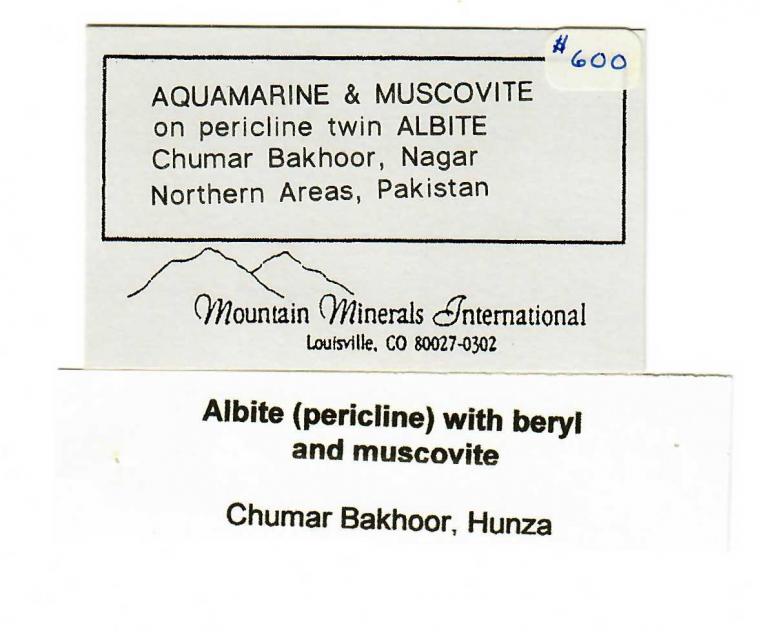 #600
AQUAMARINE & MUSCOVITE
on pericline twin ALBITE
Chumar Bakhoor, Nagar
Northern Areas, Pakistan
Mountain Minerals International
Louisville, CO 80027-0302
Albite (pericline) with beryl
and muscovite
Chumar Bakhoor, Hunza